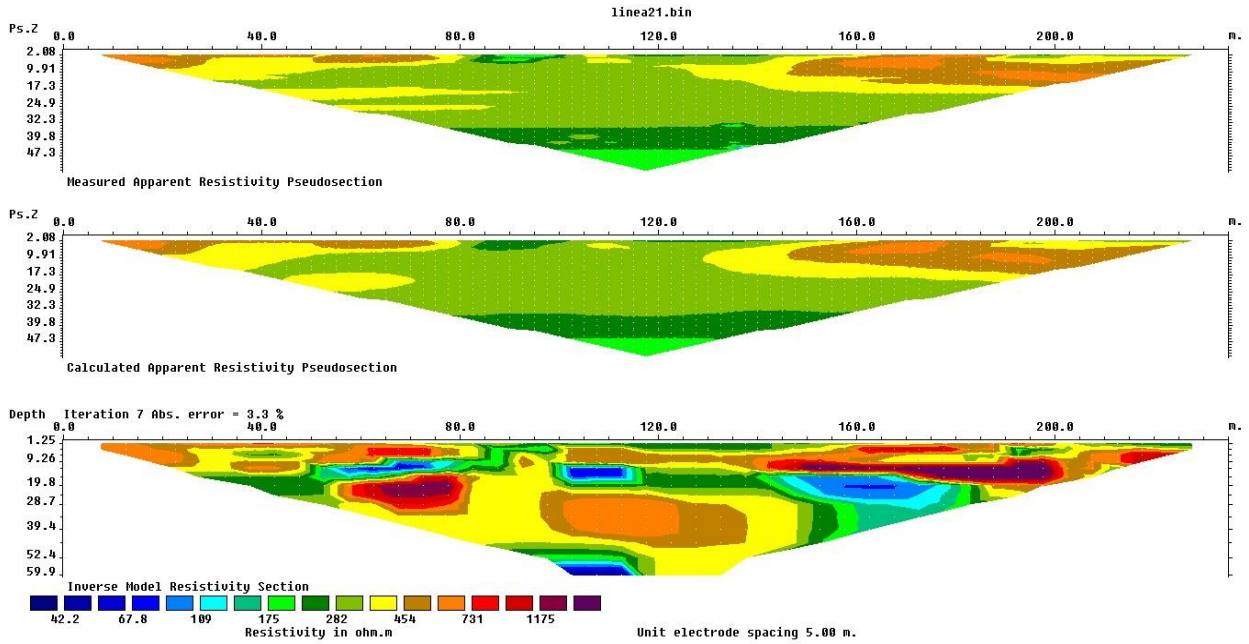 linea21.bin
Ps.Z 0.0 40.0 80.0 120.0 160.0 200.0 m.
2.08
9.91
17.3
24.9
32.3
39.8
47.3
Measured Apparent Resistivity Pseudosection
Ps.Z 0.0 40.0 80.0 120.0 160.0 200.0 m.
2.08
9.91
17.3
24.9
32.3
39.8
47.3
Calculated Apparent Resistivity Pseudosection
Depth Iteration 7 Abs. error = 3.3 %
0.0 40.0 80.0 120.0 160.0 200.0 m.
1.25
9.26
19.8
28.7
39.4
52.4
59.9
Inverse Model Resistivity Section
42.2 67.8 109 175 282 454 731 1175
Resistivity in ohm.m Unit electrode spacing 5.00 m.